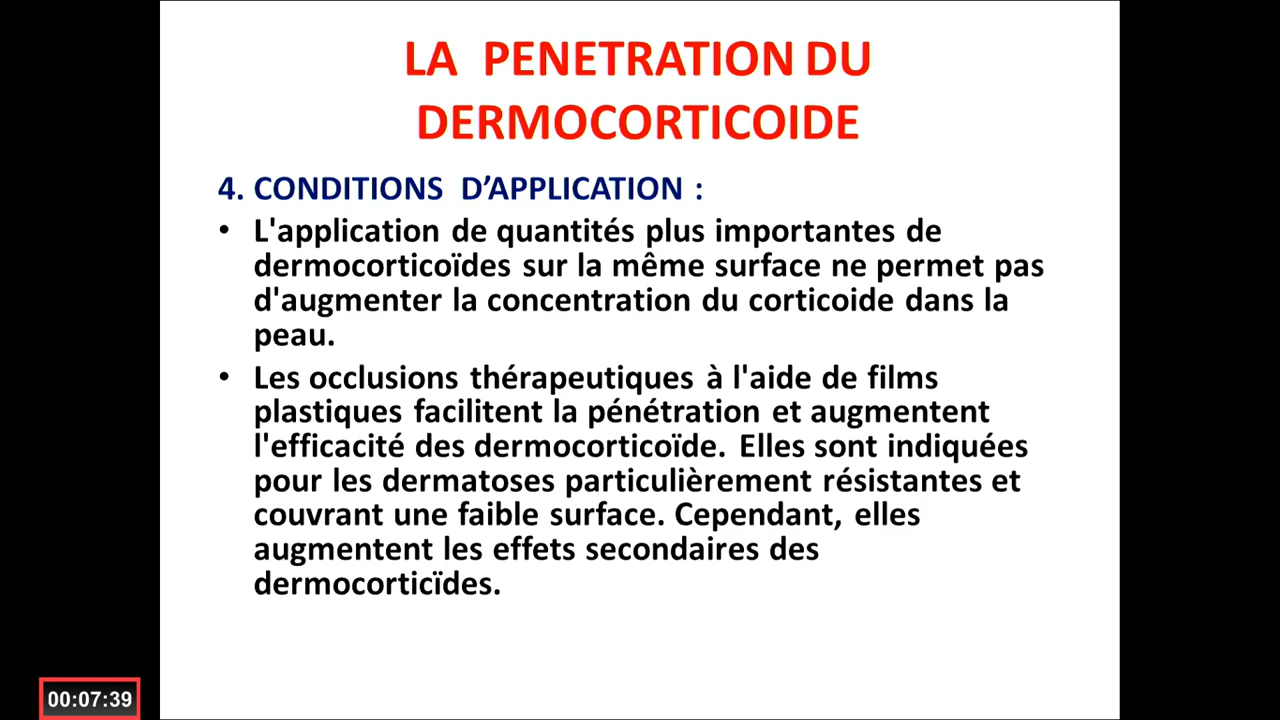 LA PENETRATION DU
DERMOCORTICOIDE
4. CONDITIONS D’APPLICATION :
• L'application de quantités plus importantes de
dermocorticoïdes sur la même surface ne permet pas
d'augmenter la concentration du corticoide dans la
peau.
• Les occlusions thérapeutiques à l'aide de films
plastiques facilitent la pénétration et augmentent
l'efficacité des dermocorticoïde. Elles sont indiquées
pour les dermatoses particulièrement résistantes et
couvrant une faible surface. Cependant, elles
augmentent les effets secondaires des
dermocorticïdes.
00:07:39